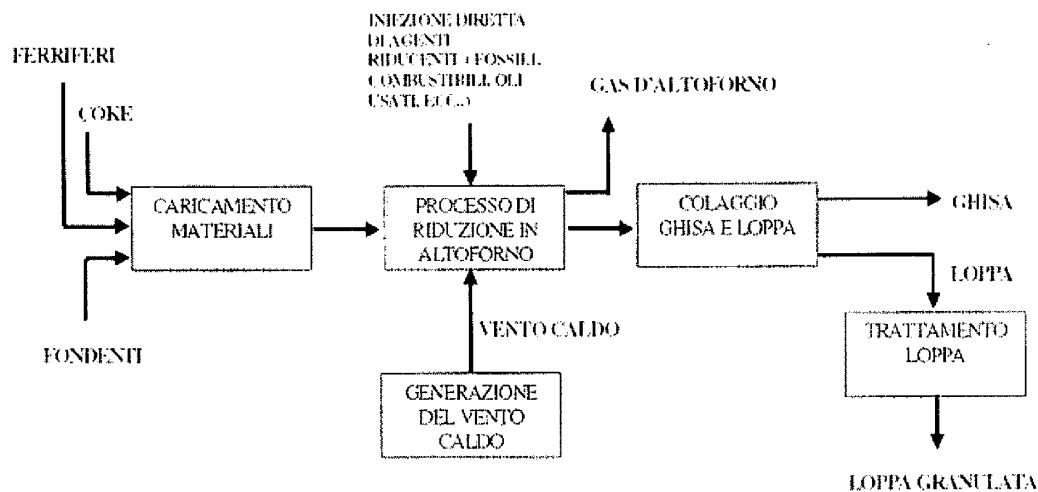 INIEZIONE DIRETTA
DI AGENTI
RIDUCENTI (FOSSILI,
COMBUSTIBILI, OLI
USATI, ECC..)
FERRIFERI
COKE
GAS D'ALTOFORNO
CARICAMENTO
MATERIALI
PROCESSO DI
RIDUZIONE IN
ALTOFORNO
COLAGGIO
GHISA E LOPPA
GHISA
LOPPA
FONDENTI
VENTO CALDO
TRATTAMENTO
LOPPA
GENERAZIONE
DEL VENTO
CALDO
LOPPA GRANULATA